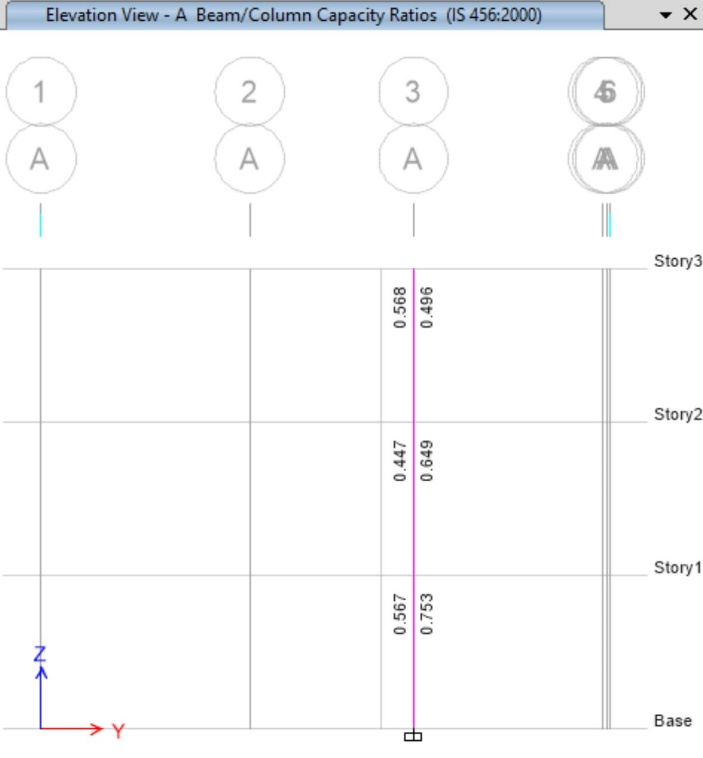 Elevation View - A Beam/Column Capacity Ratios (IS 456:2000)
1
2
3
A
A
A
Story3
0.568
0.496
Story2
0.447
0.649
Story1
0.567
0.753
Z
Y
Base